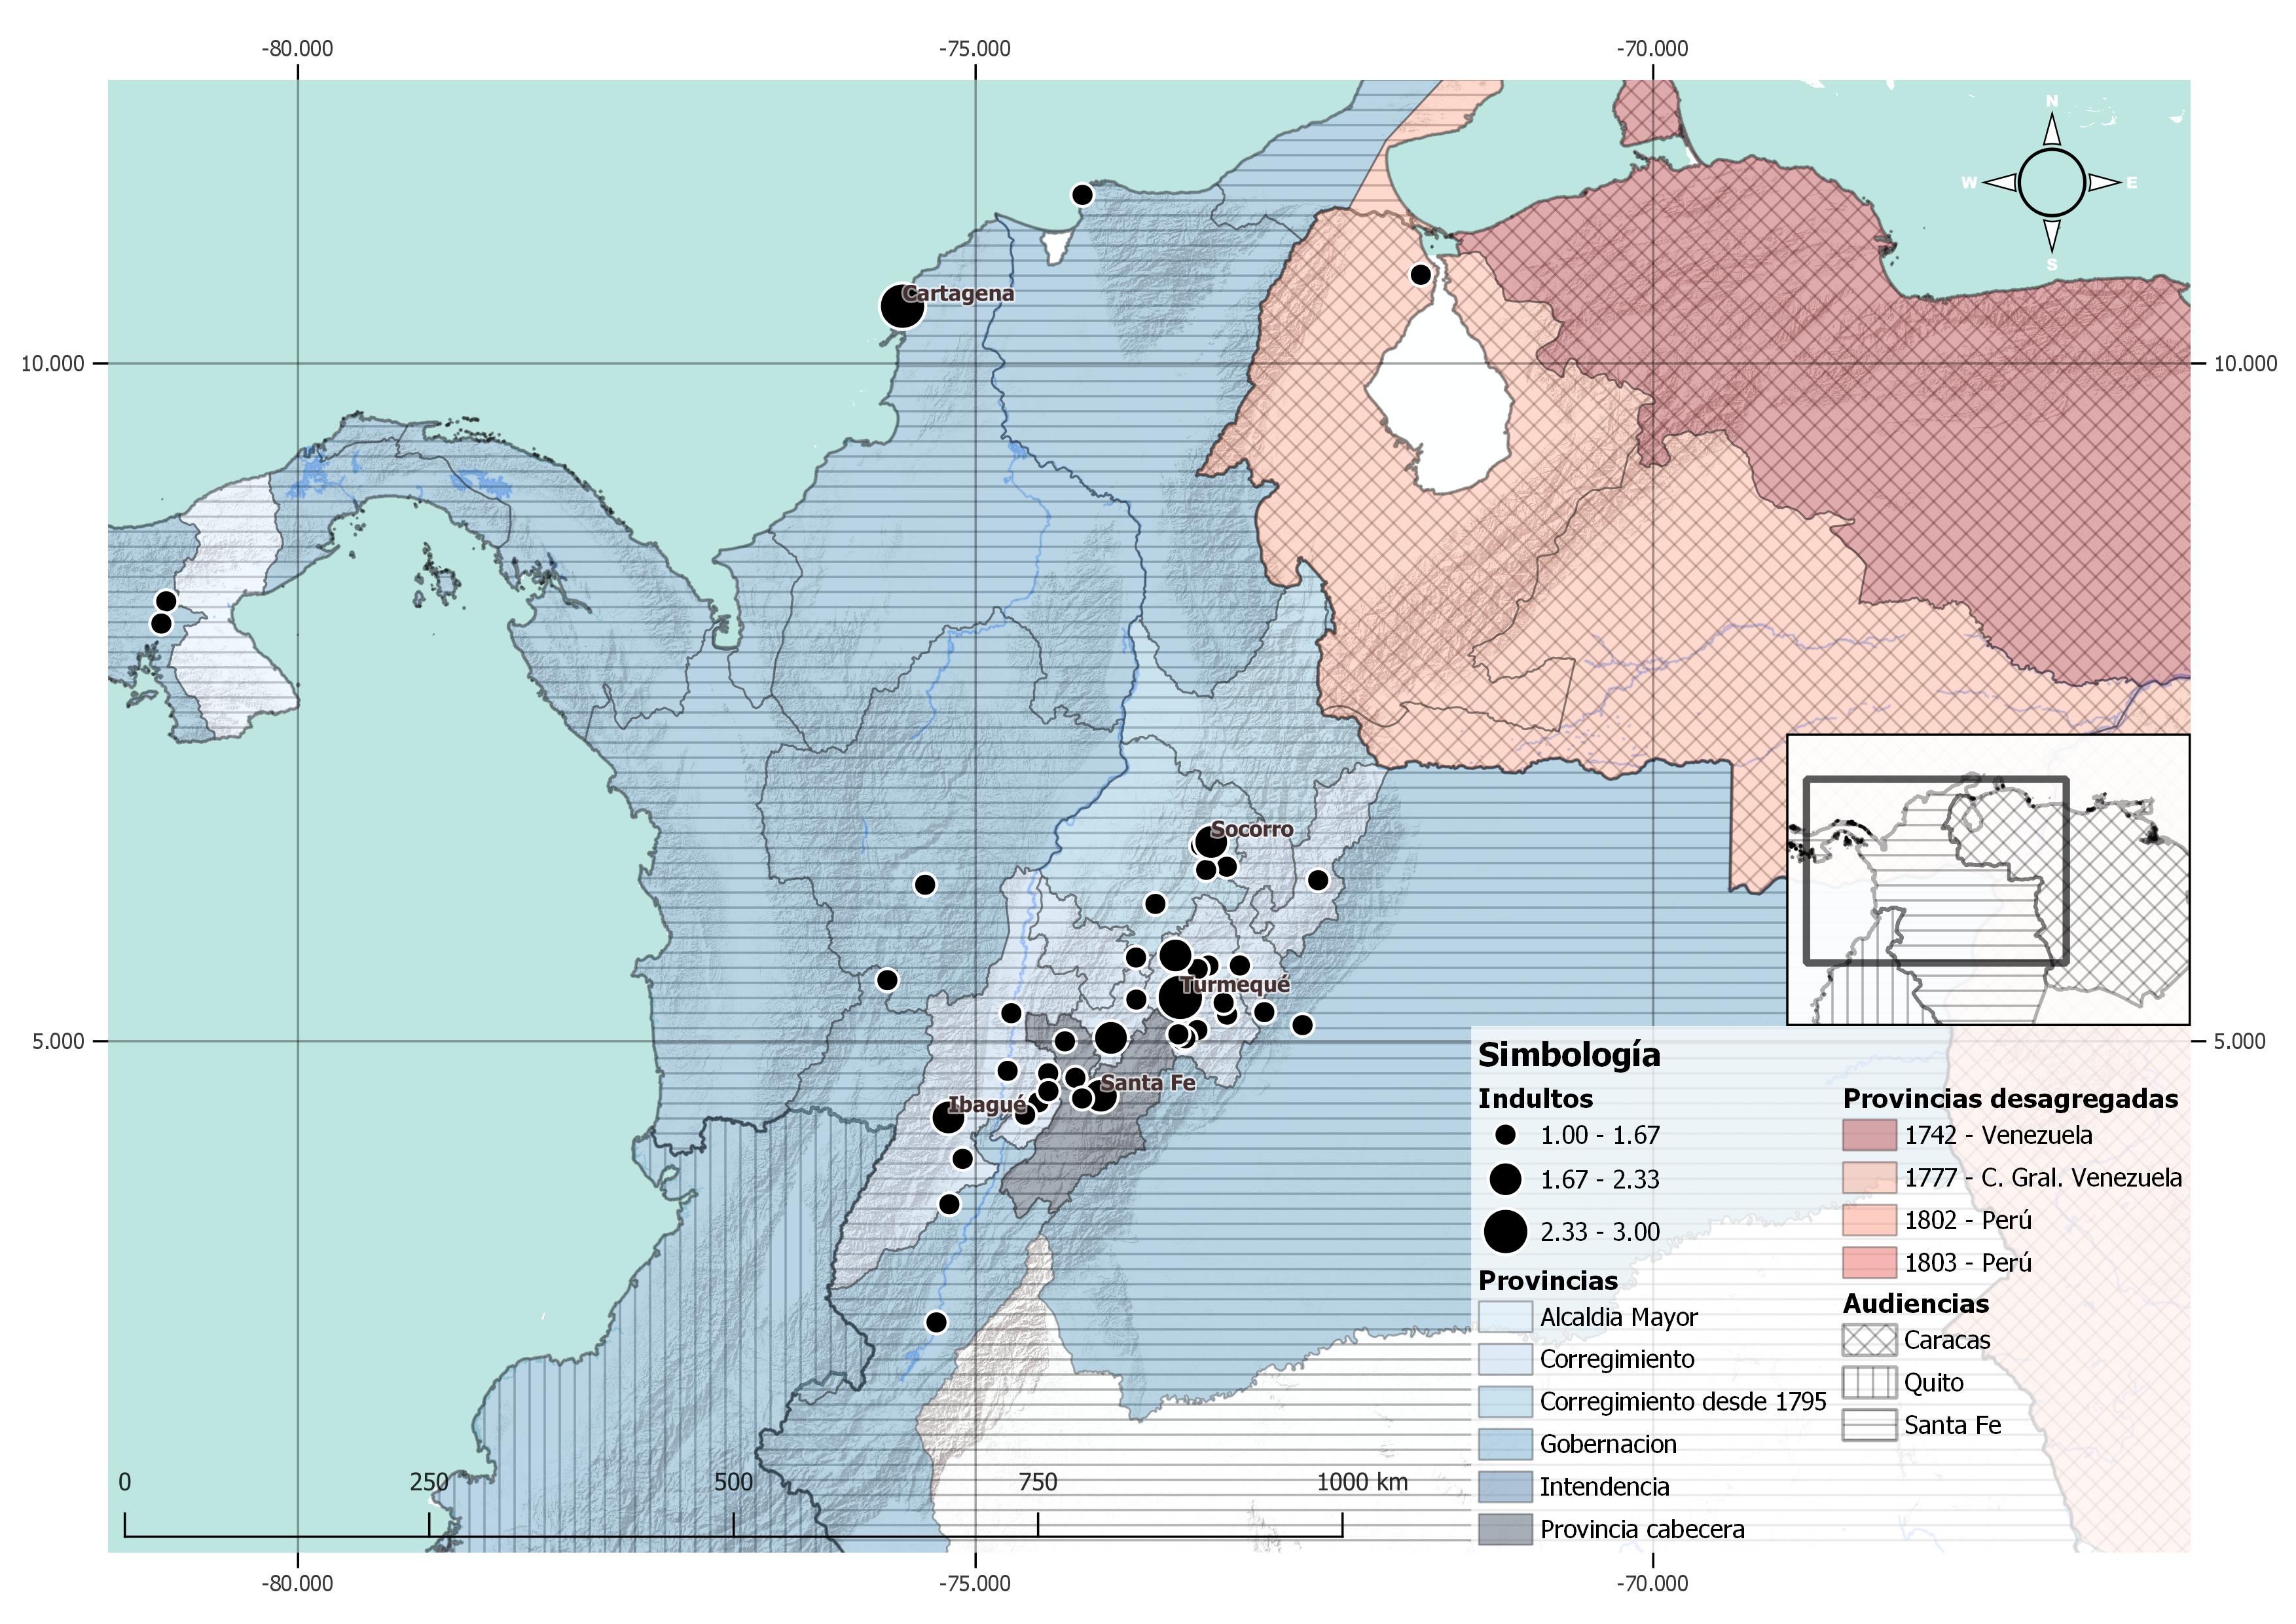 -80.000 -75.000 -70.000
N
W E
S
Cartagena
10.000 10.000
Socorro
Turmequé
5.000 5.000
Santa Fe
Ibagué
Simbología
Indultos
1.00 - 1.67
1.67 - 2.33
2.33 - 3.00
Provincias
Alcaldia Mayor
Corregimiento
Corregimiento desde 1795
Gobernacion
Intendencia
Provincia cabecera
Provincias desagregadas
1742 - Venezuela
1777 - C. Gral. Venezuela
1802 - Perú
1803 - Perú
Audiencias
Caracas
Quito
Santa Fe
0 250 500 750 1000 km
-80.000 -75.000 -70.000